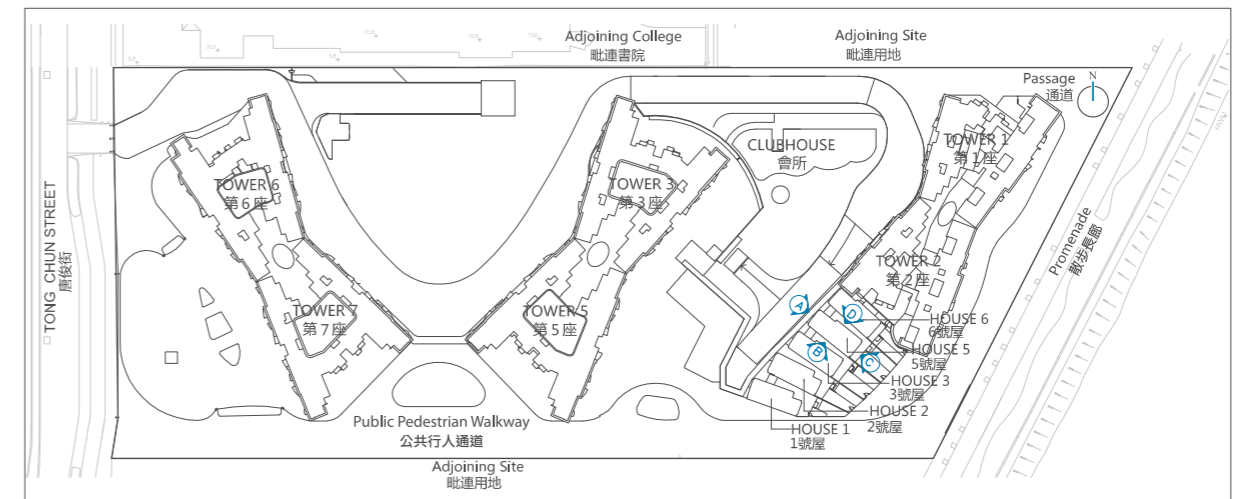 Adjoining College
毗連書院
Adjoining Site
毗連用地
Passage
通道
N
CLUBHOUSE
會所
TOWER 1
第1座
TOWER 6
第6座
TOWER 3
第3座
TONG CHUN STREET
唐俊街
Promenade
散步長廊
TOWER 2
第2座
TOWER 7
第7座
TOWER 5
第5座
A
D
B
C
HOUSE 6
6號屋
HOUSE 5
5號屋
HOUSE 3
3號屋
HOUSE 2
2號屋
HOUSE 1
1號屋
Public Pedestrian Walkway
公共行人通道
Adjoining Site
毗連用地